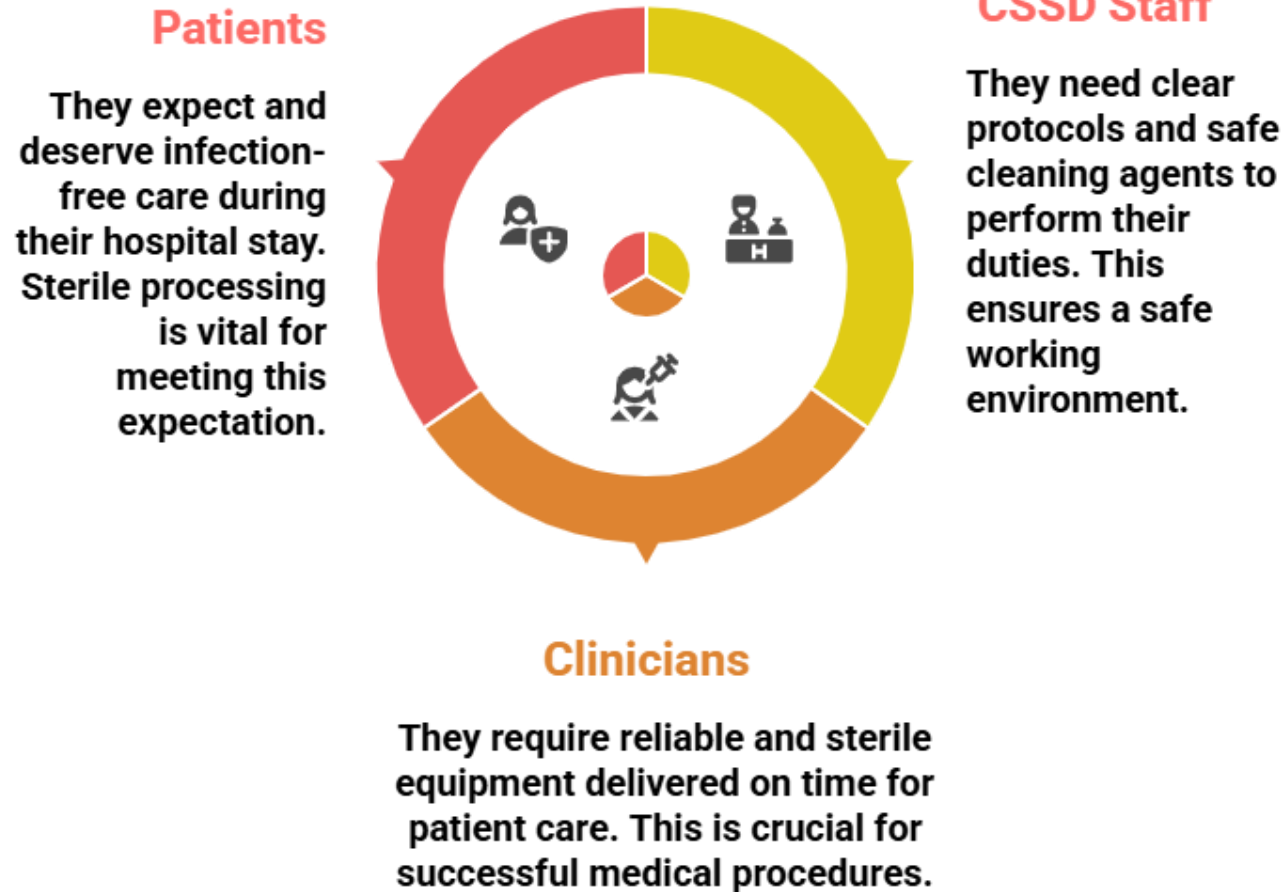 Patients
They expect and
deserve infection-
free care during
their hospital stay.
Sterile processing
is vital for
meeting this
expectation.
CSSD Staff
They need clear
protocols and safe
cleaning agents to
perform their
duties. This
ensures a safe
working
environment.
H
Clinicians
They require reliable and sterile
equipment delivered on time for
patient care. This is crucial for
successful medical procedures.